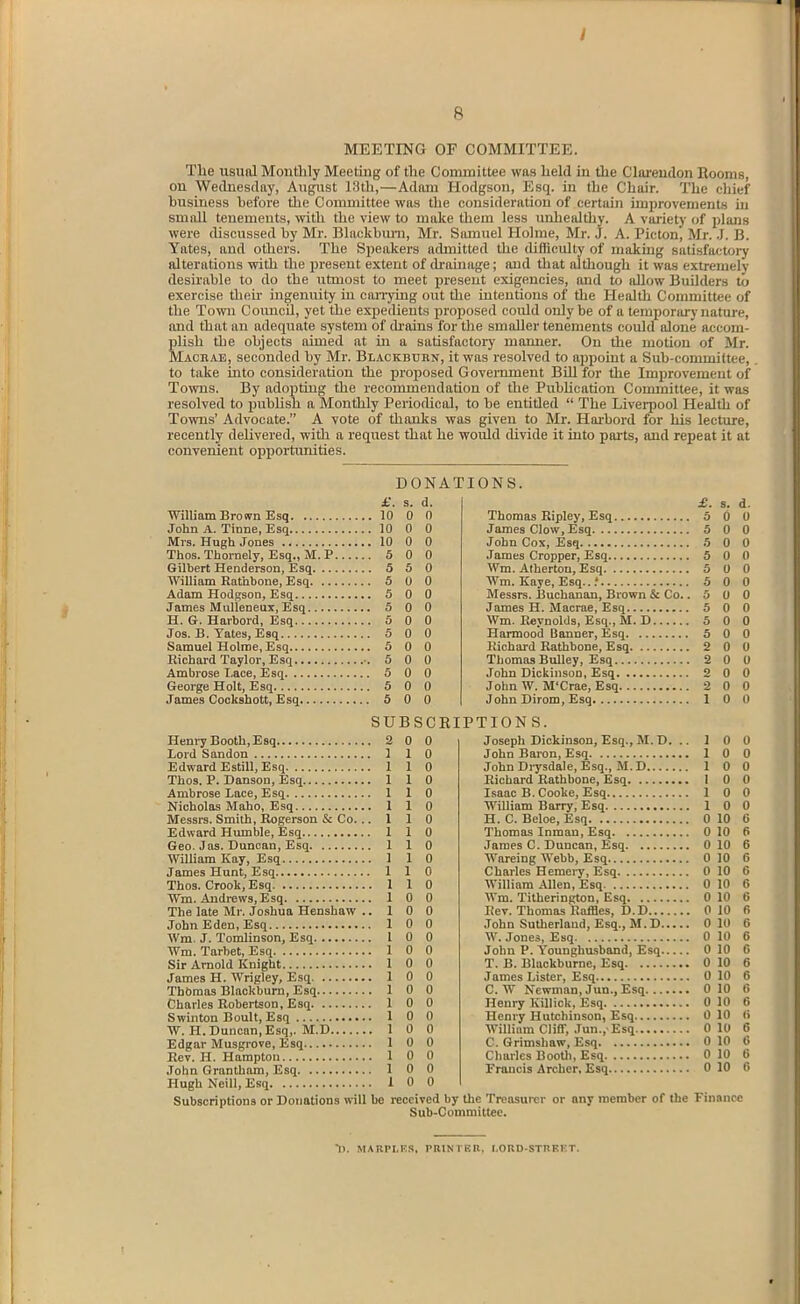 8
MEETING OF COMMITTEE.
The usual Monthly Meeting of the Committee was held in the Clarendon Rooms,
on Wednesday, August 13th,—Adam Hodgson, Esq. in the Chair. The chief
business before the Committee was the consideration of certain improvements in
small tenements, with the view to make them less unhealthy. A variety of plans
were discussed by Mr. Blackburn, Mr. Samuel Holme, Mr. J. A. Picton, Mr. J. B.
Yates, and others. The Speakers admitted the difficulty of making satisfactory
alterations with the present extent of drainage; and that although it was extremely
desirable to do the utmost to meet present exigencies, and to allow Builders to
exercise their ingenuity in carrying out the intentions of the Health Committee of
the Town Council, yet the expedients proposed could only be of a temporary nature,
and that an adequate system of drains for the smaller tenements could alone accom-
plish the objects aimed at in a satisfactory manner. On the motion of Mr.
MACRAE, seconded by Mr. BLACKBURN, it was resolved to appoint a Sub-committee,
to take into consideration the proposed Government Bill for the Improvement of
Towns. By adopting the recommendation of the Publication Committee, it was
resolved to publish a Monthly Periodical, to be entitled “ The Liverpool Health of
Towns’ Advocate.” A vote of thanks was given to Mr. Harbord for his lecture,
recently delivered, with a request that he would divide it into parts, and repeat it at
convenient opportunities.
DONATIONS.
£. s. d.
William Brown Esq. 10 0 0
John A. Tinne, Esq. 10 0 0
Mrs. Hugh Jones 10 0 0
Thos. Thornely, Esq., M. P. 5 0 0
Gilbert Henderson, Esq. 5 5 0
William Rathbone, Esq. 5 0 0
Adam Hodgson, Esq. 5 0 0
James Mulleneux, Esq. 5 0 0
H. G. Harbord, Esq. 5 0 0
Jos. B. Yates, Esq. 5 0 0
Samuel Holme, Esq. 5 0 0
Richard Taylor, Esq. 5 0 0
Ambrose Lace, Esq. 5 0 0
George Holt, Esq. 5 0 0
James Cockshott, Esq. 5 0 0
£. s. d.
Thomas Ripley, Esq. 5 0 0
James Clow, Esq. 5 0 0
John Cox, Esq. 5 0 0
James Cropper, Esq. 5 0 0
Wm. Atherton, Esq. 5 0 0
Wm. Kaye, Esq. 5 0 0
Messrs. Buchanan, Brown & Co. 5 0 0
James H. Macrae, Esq. 5 0 0
Wm. Reynolds, Esq., M. D. 5 0 0
Harmood Banner, Esq. 5 0 0
Richard Rathbone, Esq. 2 0 0
Thomas Bulley, Esq. 2 0 0
John Dickinson, Esq. 2 0 0
John W. M‘Crae, Esq. 2 0 0
John Dirom, Esq. 1 0 0
SUBSCRIPTIONS.
Henry Booth, Esq. 2 0 0
Lord Sandon 1 1 0
Edward Estill, Esq. 1 1 0
Thos. P. Danson, Esq. 1 1 0
Ambrose Lace, Esq. 1 1 0
Nicholas Maho, Esq. 1 1 0
Messrs. Smith, Rogerson & Co. 1 1 0
Edward Humble, Esq. 1 1 0
Geo. Jas. Duncan, Esq. 1 1 0
William Kay, Esq. 1 1 0
James Hunt, Esq. 1 1 0
Thos. Crook, Esq. 1 1 0
Wm. Andrews, Esq. 1 0 0
The late Mr. Joshua Henshaw 1 0 0
John Eden, Esq. 1 0 0
Wm. J. Tomlinson, Esq. 1 0 0
Wm. Tarbet, Esq. 1 0 0
Sir Arnold Knight 1 0 0
James H. Wrigley, Esq. 1 0 0
Thomas Blackburn, Esq. 1 0 0
Charles Robertson, Esq. 1 0 0
Swinton Boult, Esq 1 0 0
W. H. Duncan, Esq,. M.D. 1 0 0
Edgar Musgrove, Esq. 1 0 0
Rev. H. Hampton 1 0 0
John Grantham, Esq. 1 0 0
Hugh Neill, Esq. 1 0 0
Joseph Dickinson, Esq., M. D. 1 0 0
John Baron, Esq. 1 0 0
John Drysdale, Esq., M. D. 1 0 0
Richard Rathbone, Esq. 1 0 0
Isaac B. Cooke, Esq. 1 0 0
William Barry, Esq. 1 0 0
H. C. Beloe, Esq. 0 10 6
Thomas Inman, Esq. 0 10 6
James C. Duncan, Esq. 0 10 6
Wareing Webb, Esq. 0 10 6
Charles Hemery, Esq. 0 10 6
William Allen, Esq. 0 10 6
Wm. Titherington, Esq. 0 10 6
Rev. Thomas Raffles, D. D. 0 10 6
John Sutherland, Esq., M. D. 0 10 6
W. Jones, Esq. 0 10 6
John P. Younghusband, Esq. 0 10 6
T. B. Blackburne, Esq. 0 10 6
James Lister, Esq. 0 10 6
C. W Newman, Jun., Esq. 0 10 6
Henry Killick, Esq. 0 10 6
Henry Hutchinson, Esq. 0 10 6
William Cliff, Jun., Esq. 0 10 6
C. Grimshaw, Esq. 0 10 6
Charles Booth, Esq. 0 10 6
Francis Archer, Esq. 0 10 6
Subscriptions or Donations will be received by the Treasurer or any member of the Finance
Sub-Committee.
D. MARPLES, PRINTER, LORD-STREET.